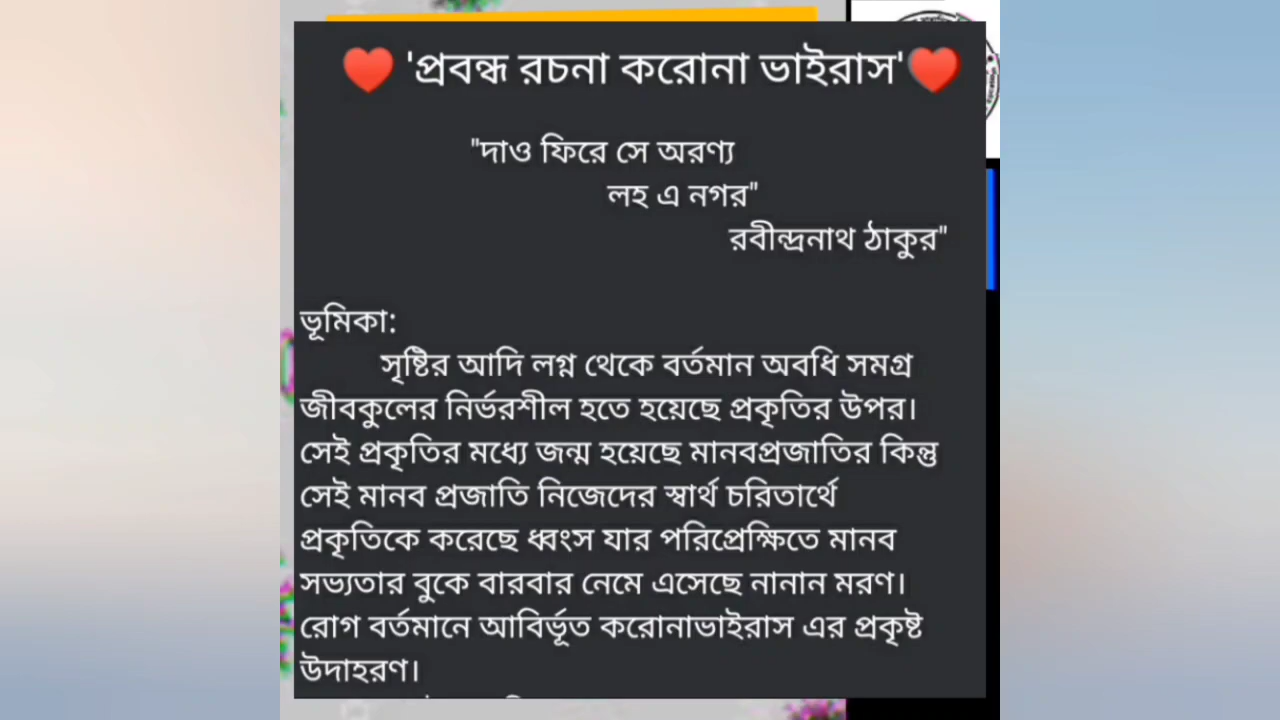 ♥️ 'প্রবন্ধ রচনা করোনা ভাইরাস'♥️
"দাও ফিরে সে অরণ্য
লহ এ নগর"
রবীন্দ্রনাথ ঠাকুর"
ভূমিকা:
সৃষ্টির আদি লগ্ন থেকে বর্তমান অবধি সমগ্র
জীবকুলের নির্ভরশীল হতে হয়েছে প্রকৃতির উপর।
সেই প্রকৃতির মধ্যে জন্ম হয়েছে মানবপ্রজাতির কিন্তু
সেই মানব প্রজাতি নিজেদের স্বার্থ চরিতার্থে
প্রকৃতিকে করেছে ধ্বংস যার পরিপ্রেক্ষিতে মানব
সভ্যতার বুকে বারবার নেমে এসেছে নানান মরণ।
রোগ বর্তমানে আবির্ভূত করোনাভাইরাস এর প্রকৃষ্ট
উদাহরণ।